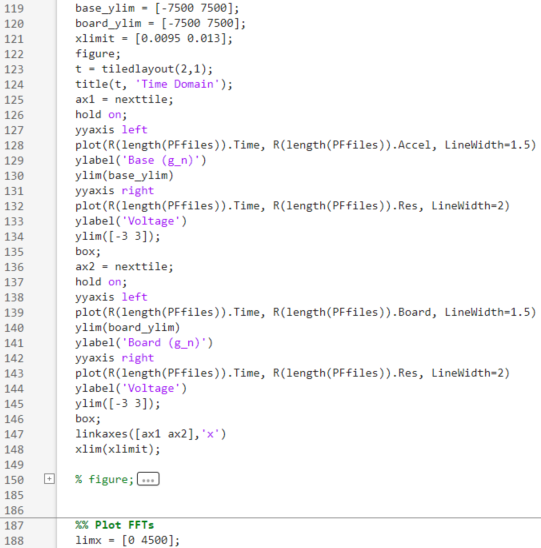 119 base_ylim = [-7500 7500];
120 board_ylim = [-7500 7500];
121 xlimit = [0.0095 0.013];
122 figure;
123 t = tiledlayout(2,1);
124 title(t, 'Time Domain');
125 ax1 = nexttile;
126 hold on;
127 yyaxis left
128 plot(R(length(PFfiles)).Time, R(length(PFfiles)).Accel, LineWidth=1.5)
129 ylabel('Base (g_n)')
130 ylim(base_ylim)
131 yyaxis right
132 plot(R(length(PFfiles)).Time, R(length(PFfiles)).Res, LineWidth=2)
133 ylabel('Voltage')
134 ylim([-3 3]);
135 box;
136 ax2 = nexttile;
137 hold on;
138 yyaxis left
139 plot(R(length(PFfiles)).Time, R(length(PFfiles)).Board, LineWidth=1.5)
140 ylim(board_ylim)
141 ylabel('Board (g_n)')
142 yyaxis right
143 plot(R(length(PFfiles)).Time, R(length(PFfiles)).Res, LineWidth=2)
144 ylabel('Voltage')
145 ylim([-3 3]);
146 box;
147 linkaxes([ax1 ax2],'x')
148 xlim(xlimit);
149
150 % figure; ...
185
186
187 %% Plot FFTs
188 limx = [0 4500];